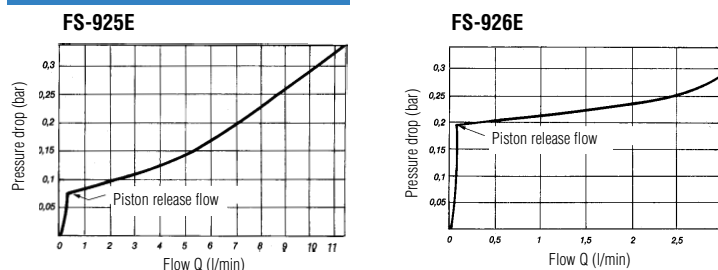 FS-925E
Pressure drop (bar)
0,3
0,25
0,2
0,15
0,1
0,05
Piston release flow
0 1 2 3 4 5 6 7 8 9 10 11
Flow Q (l/min)
FS-926E
Pressure drop (bar)
0,3
0,25
0,2
0,15
0,1
0,05
Piston release flow
0 0,5 1 1,5 2 2,5
Flow Q (l/min)